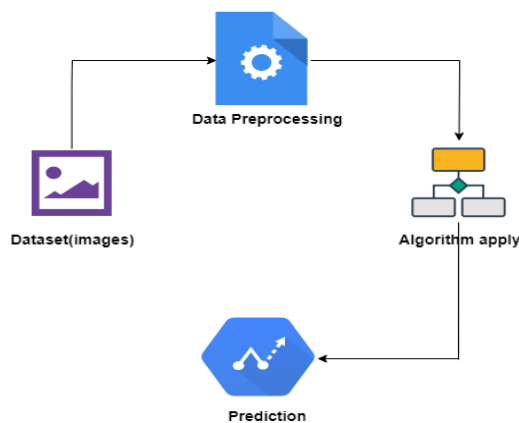 Data Preprocessing
Dataset(images)
Algorithm apply
Prediction